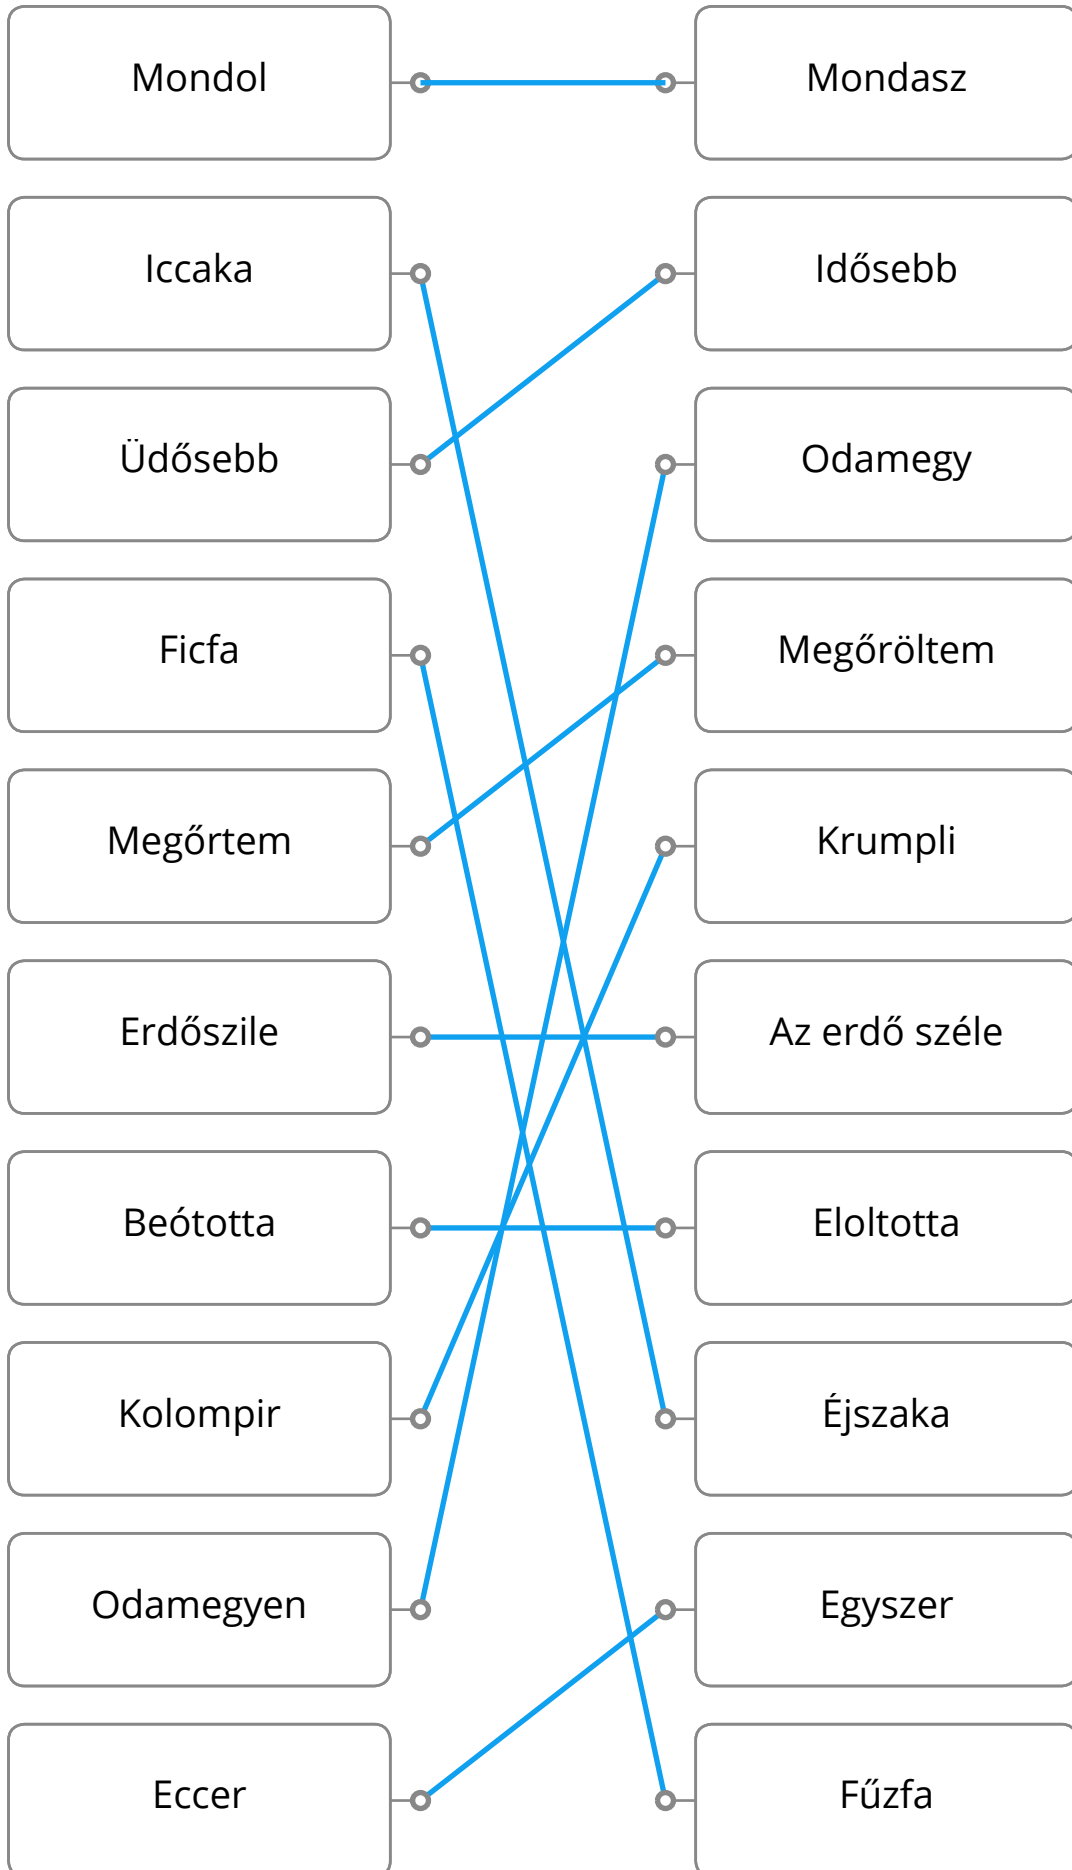 Mondol
Mondasz
Iccaka
Idősebb
Üdősebb
Odamegy
Ficfa
Megőröltem
Megőrtem
Krumpli
Erdőszile
Az erdő széle
Beótotta
Eloltotta
Kolompir
Éjszaka
Odamegyen
Egyszer
Eccer
Fűzfa